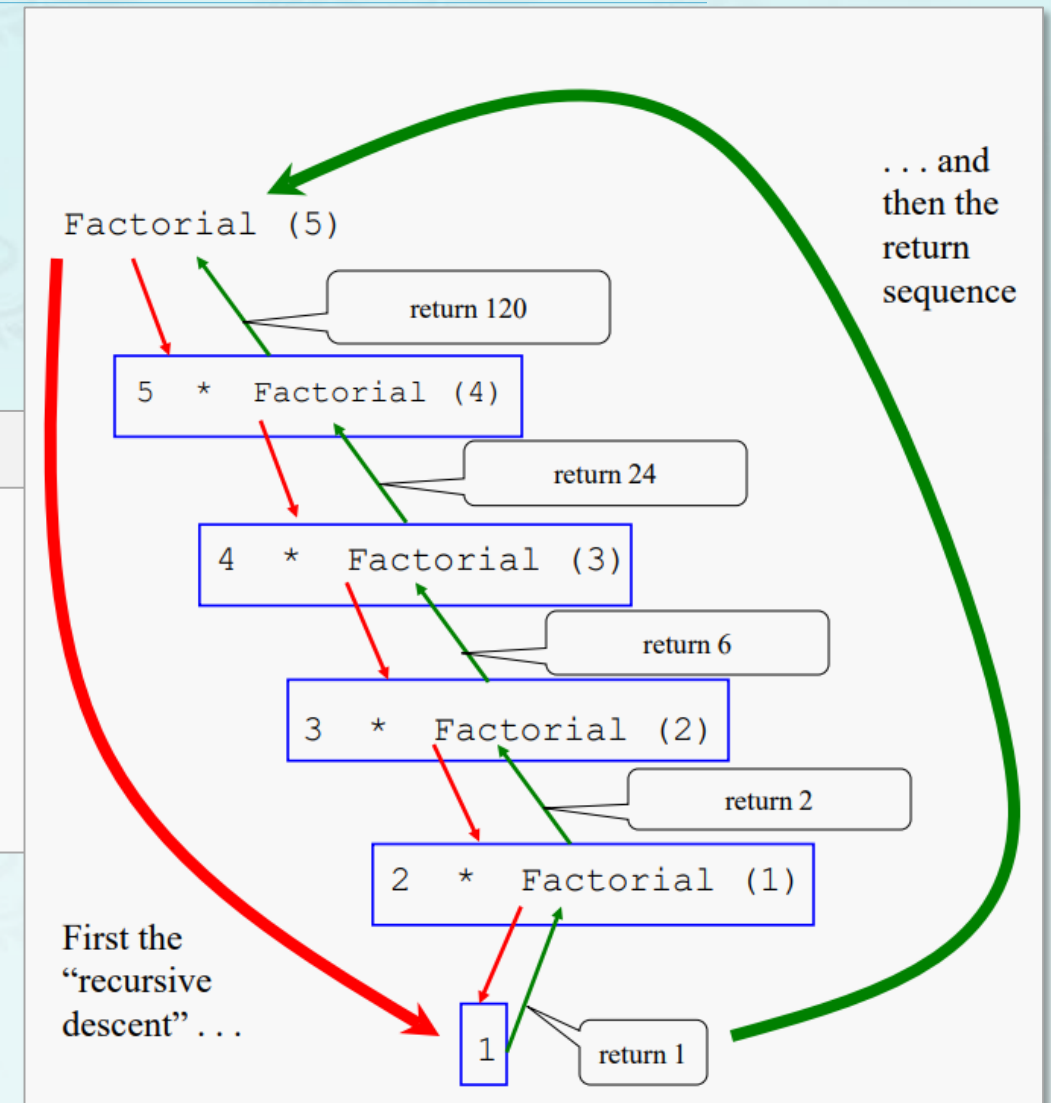 . . . and
then the
return
sequence
Factorial (5)
return 120
5 * Factorial (4)
return 24
4 * Factorial (3)
return 6
3 * Factorial (2)
return 2
2 * Factorial (1)
First the
“recursive
descent” . . .
1
return 1